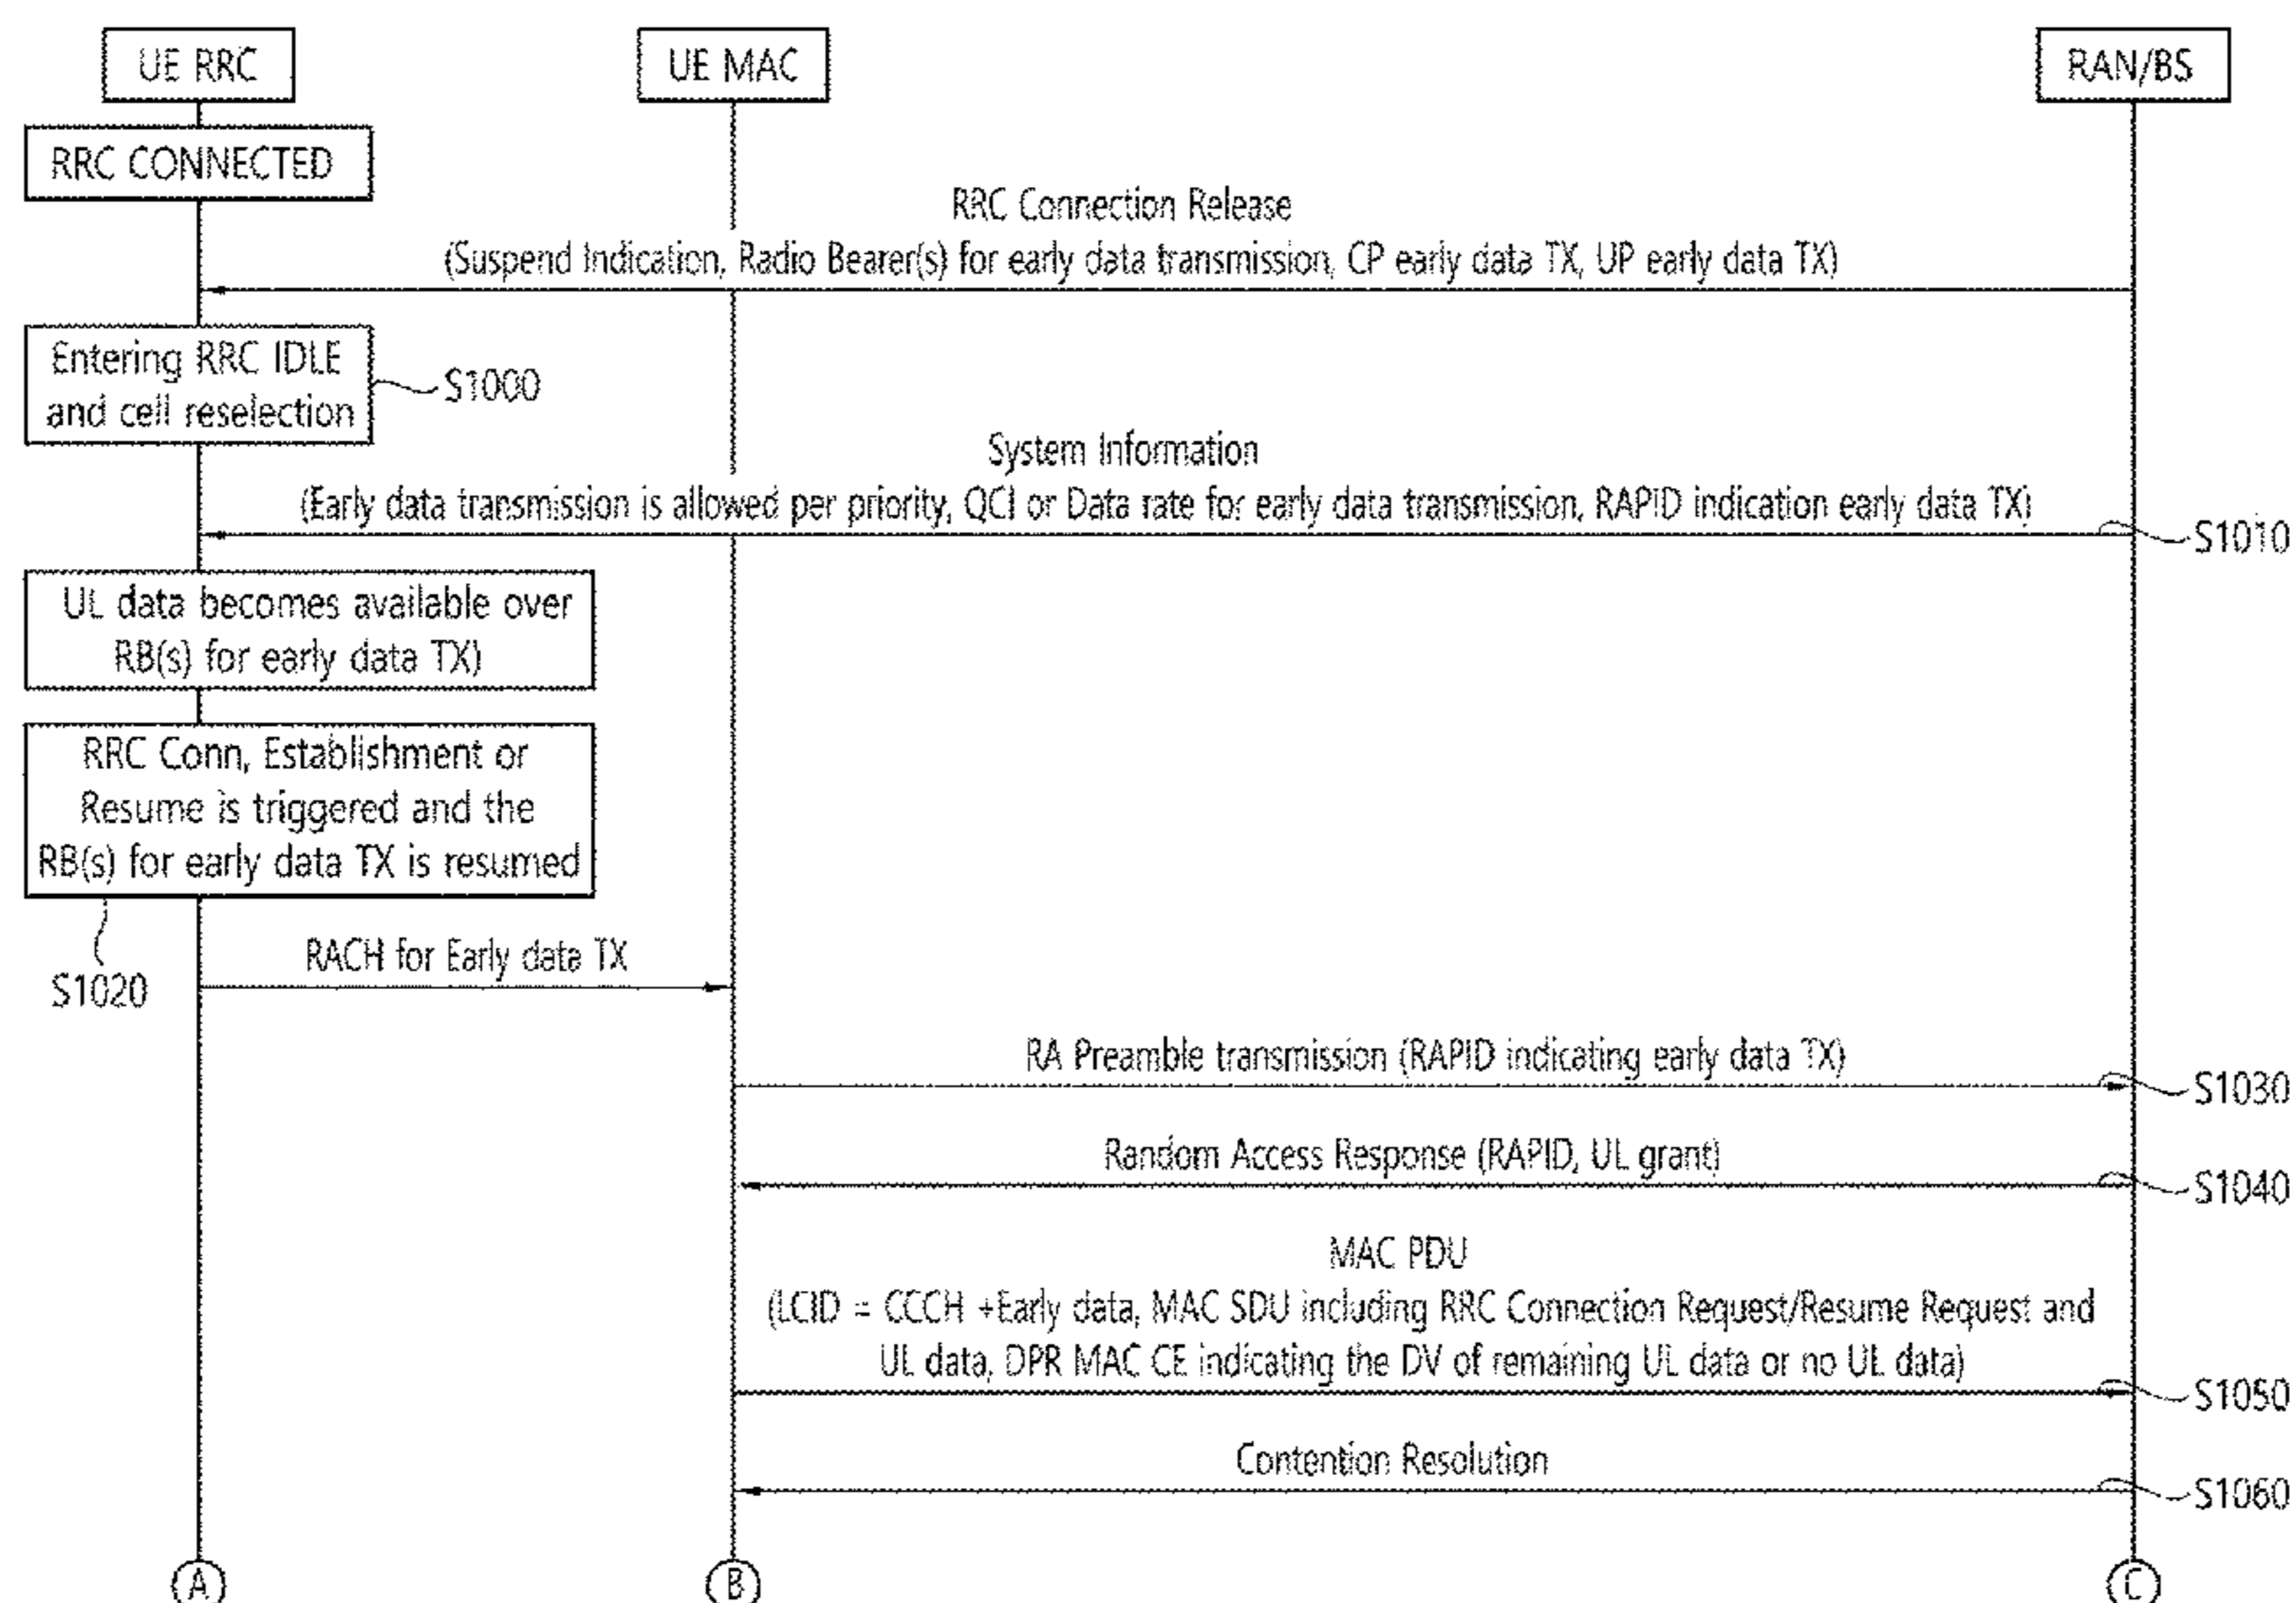 UE RRC
UE MAC
RAN/BS
RRC CONNECTED
RRC Connection Release
(Suspend Indication, Radio Bearer(s) for early data transmission, CP early data TX, UP early data TX)
Entering RRC IDLE
and cell reselection
S1000
System Information
(Early data transmission is allowed per priority, QCI or Data rate for early data transmission, RAPID indication early data TX)
S1010
UL data becomes available over
RB(s) for early data TX)
RRC Conn, Establishment or
Resume is triggered and the
RB(s) for early data TX is resumed
S1020
RACH for Early data TX
RA Preamble transmission (RAPID indicating early data TX)
S1030
Random Access Response (RAPID, UL grant)
S1040
MAC PDU
(LCID = CCCH +Early data, MAC SDU including RRC Connection Request/Resume Request and
UL data, DPR MAC CE indicating the DV of remaining UL data or no UL data)
S1050
Contention Resolution
S1060
A
B
C